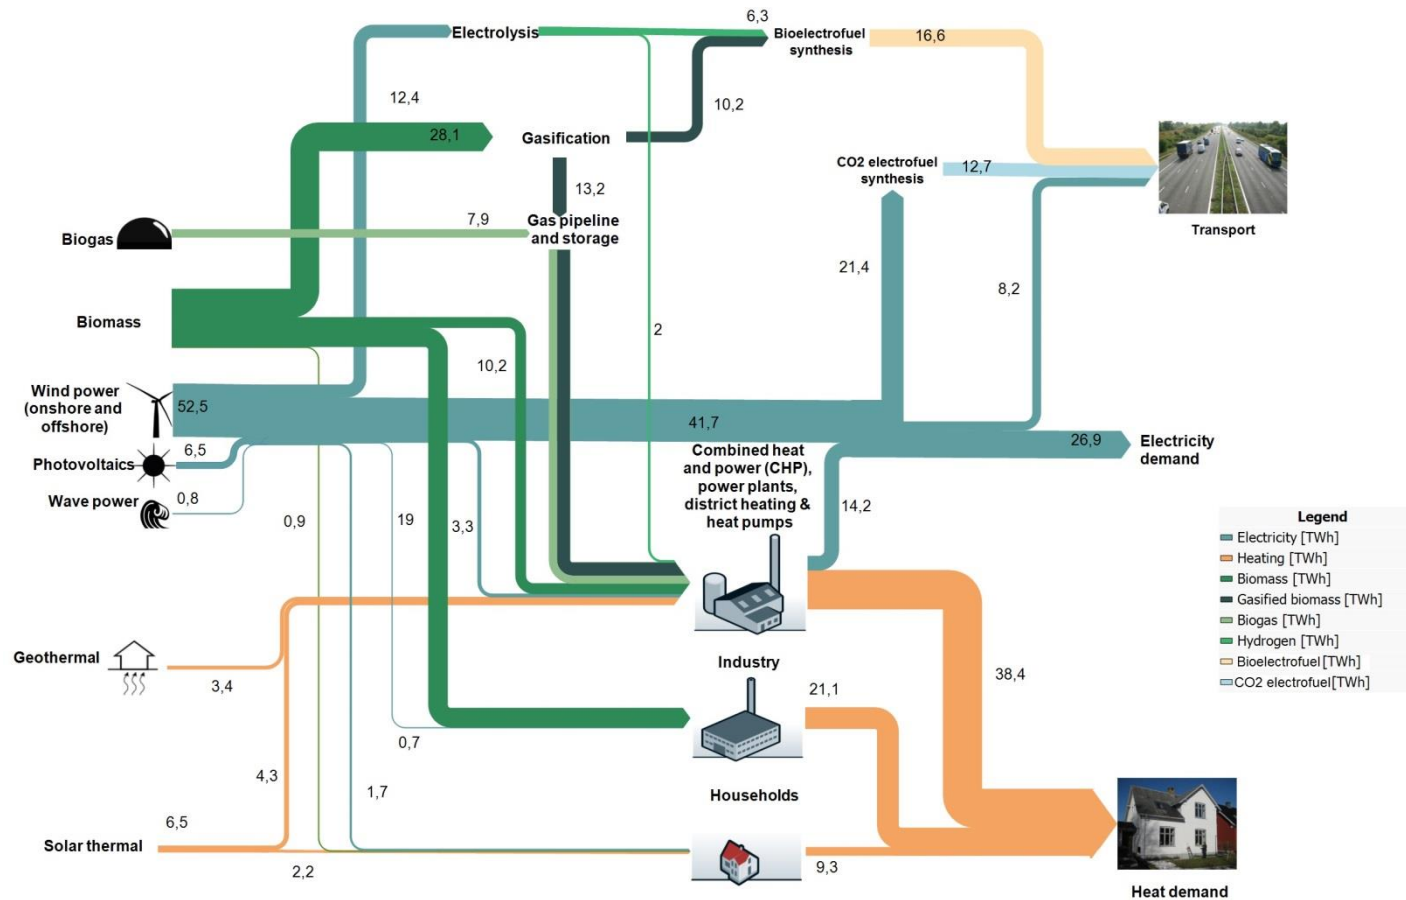 6,3
Electrolysis
Bioelectrofuel
synthesis
16,6
12,4
10,2
28,1
Gasification
CO2 electrofuel
synthesis
12,7
13,2
7,9
Gas pipeline
and storage
Biogas
Transport
21,4
8,2
Biomass
2
10,2
Wind power
(onshore and
offshore)
52,5
41,7
26,9
Electricity
demand
Photovoltaics
6,5
Combined heat
and power (CHP),
power plants,
district heating &
heat pumps
Wave power
0,8
0,9
19
3,3
14,2
Legend
Electricity [TWh]
Heating [TWh]
Biomass [TWh]
Gasified biomass [TWh]
Biogas [TWh]
Hydrogen [TWh]
Bioelectrofuel [TWh]
CO2 electrofuel[TWh]
Geothermal
3,4
Industry
21,1
38,4
0,7
4,3
1,7
Households
6,5
Solar thermal
2,2
9,3
Heat demand